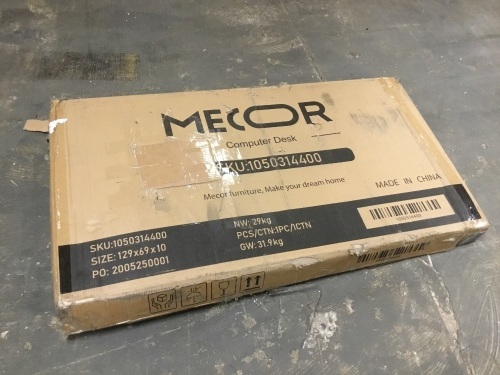 MECOR
Computer Desk
SKU:1050314400
Mecor furniture, Make your dream home
MADE IN CHINA
SKU:1050314400
SIZE: 129x69x10
PO: 2005250001
NW: 29kg
PCS/CTN:1PC/1CTN
GW: 31.9kg
1050314400